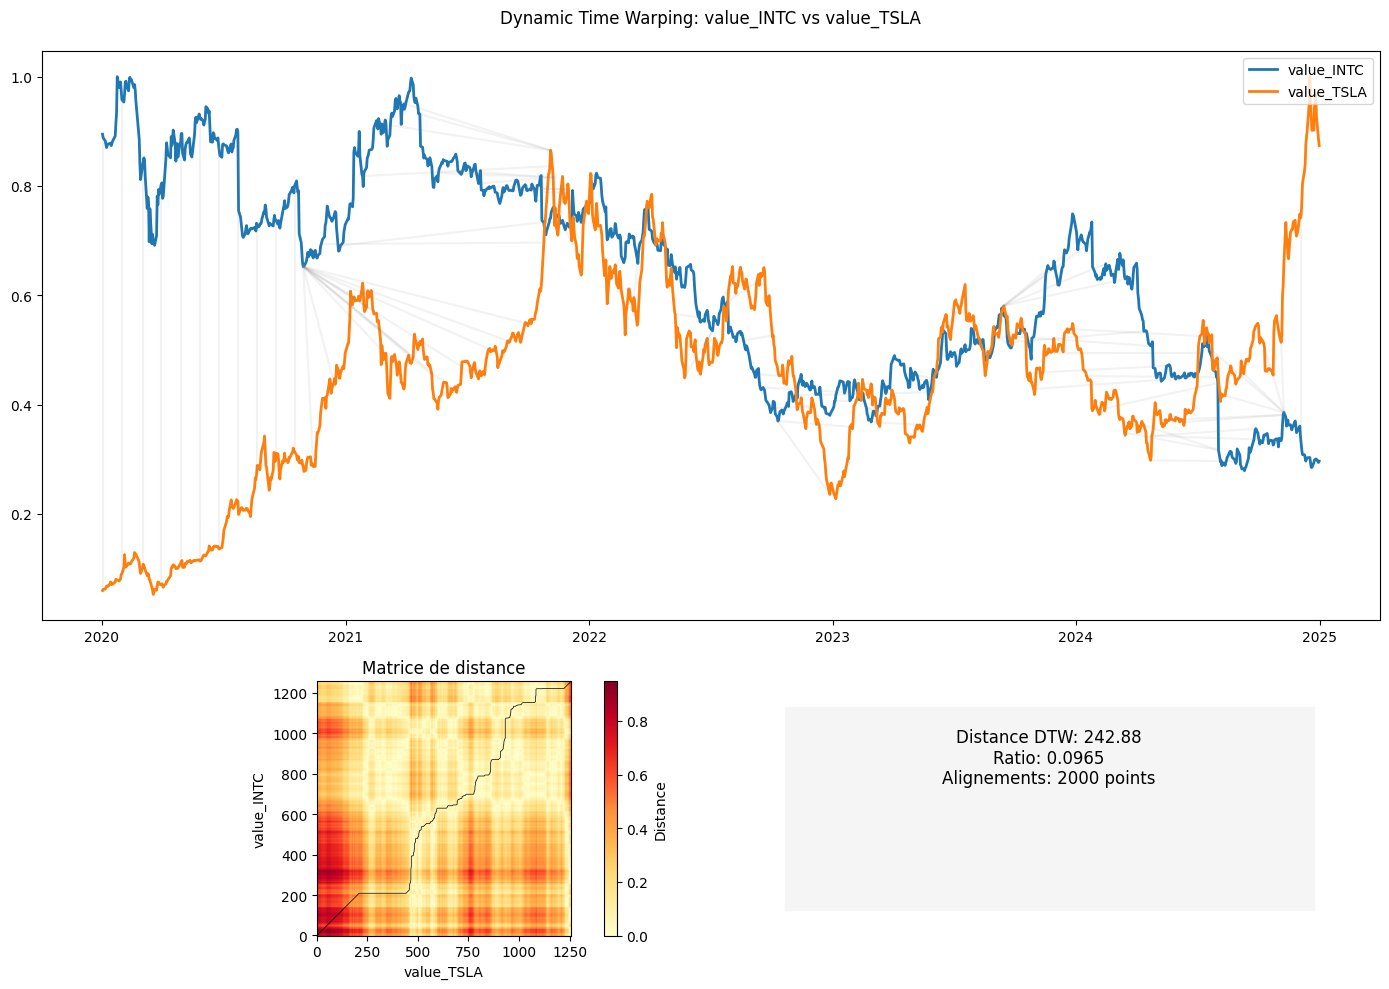 Dynamic Time Warping: value_INTC vs value_TSLA
value_INTC
value_TSLA
1.0
0.8
0.6
0.4
0.2
2020 2021 2022 2023 2024 2025
Matrice de distance
value_INTC
1200
1000
800
600
400
200
0
0 250 500 750 1000 1250
value_TSLA
0.8
0.6
0.4
0.2
0.0
Distance
Distance DTW: 242.88
Ratio: 0.0965
Alignements: 2000 points